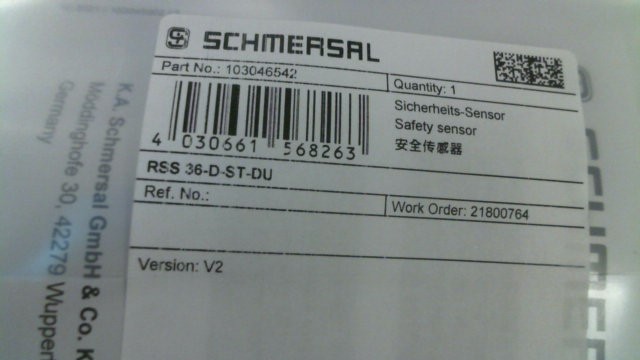 SCHMERSAL
Part No.: 103046542
Quantity: 1
Sicherheits-Sensor
Safety sensor
安全传感器
4 030661 568263
RSS 36-D-ST-DU
Ref. No.:
Work Order: 21800764
Version: V2
K.A. Schmersal GmbH & Co. K
Möddinghofe 30, 42279 Wupper
Germany